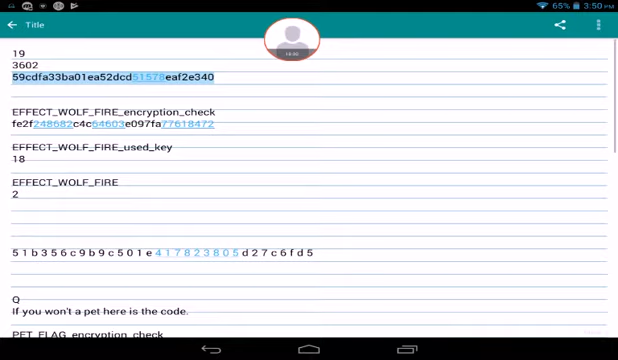 65% 3:50 PM
Title
19
3602
59cdfa33ba01ea52dcd51578eaf2e340
EFFECT_WOLF_FIRE_encryption_check
fe2f248682c4c64603e097fa77618472
EFFECT_WOLF_FIRE_used_key
18
EFFECT_WOLF_FIRE
2
5 1 b 3 5 6 c 9 b 9 c 5 0 1 e 4 1 7 8 2 3 8 0 5 d 2 7 c 6 f d 5
Q
If you won't a pet here is the code.
PET_FLAG_encryption_check